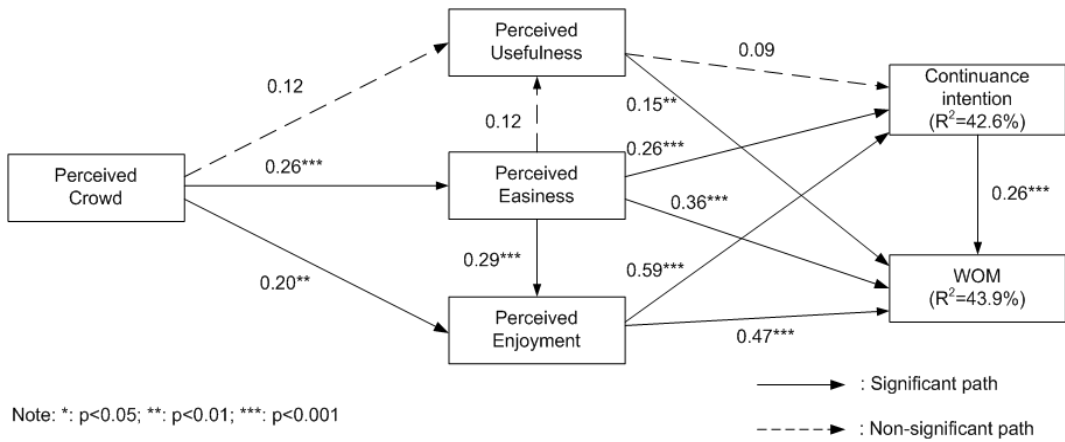 Perceived
Usefulness
0.09
Continuance
intention
(R²=42.6%)
0.12
0.15**
0.12
0.26***
Perceived
Crowd
0.26***
Perceived
Easiness
0.36***
0.26***
0.29***
0.59***
WOM
(R²=43.9%)
0.20**
Perceived
Enjoyment
0.47***
: Significant path
Note: *: p<0.05; **: p<0.01; ***: p<0.001
: Non-significant path